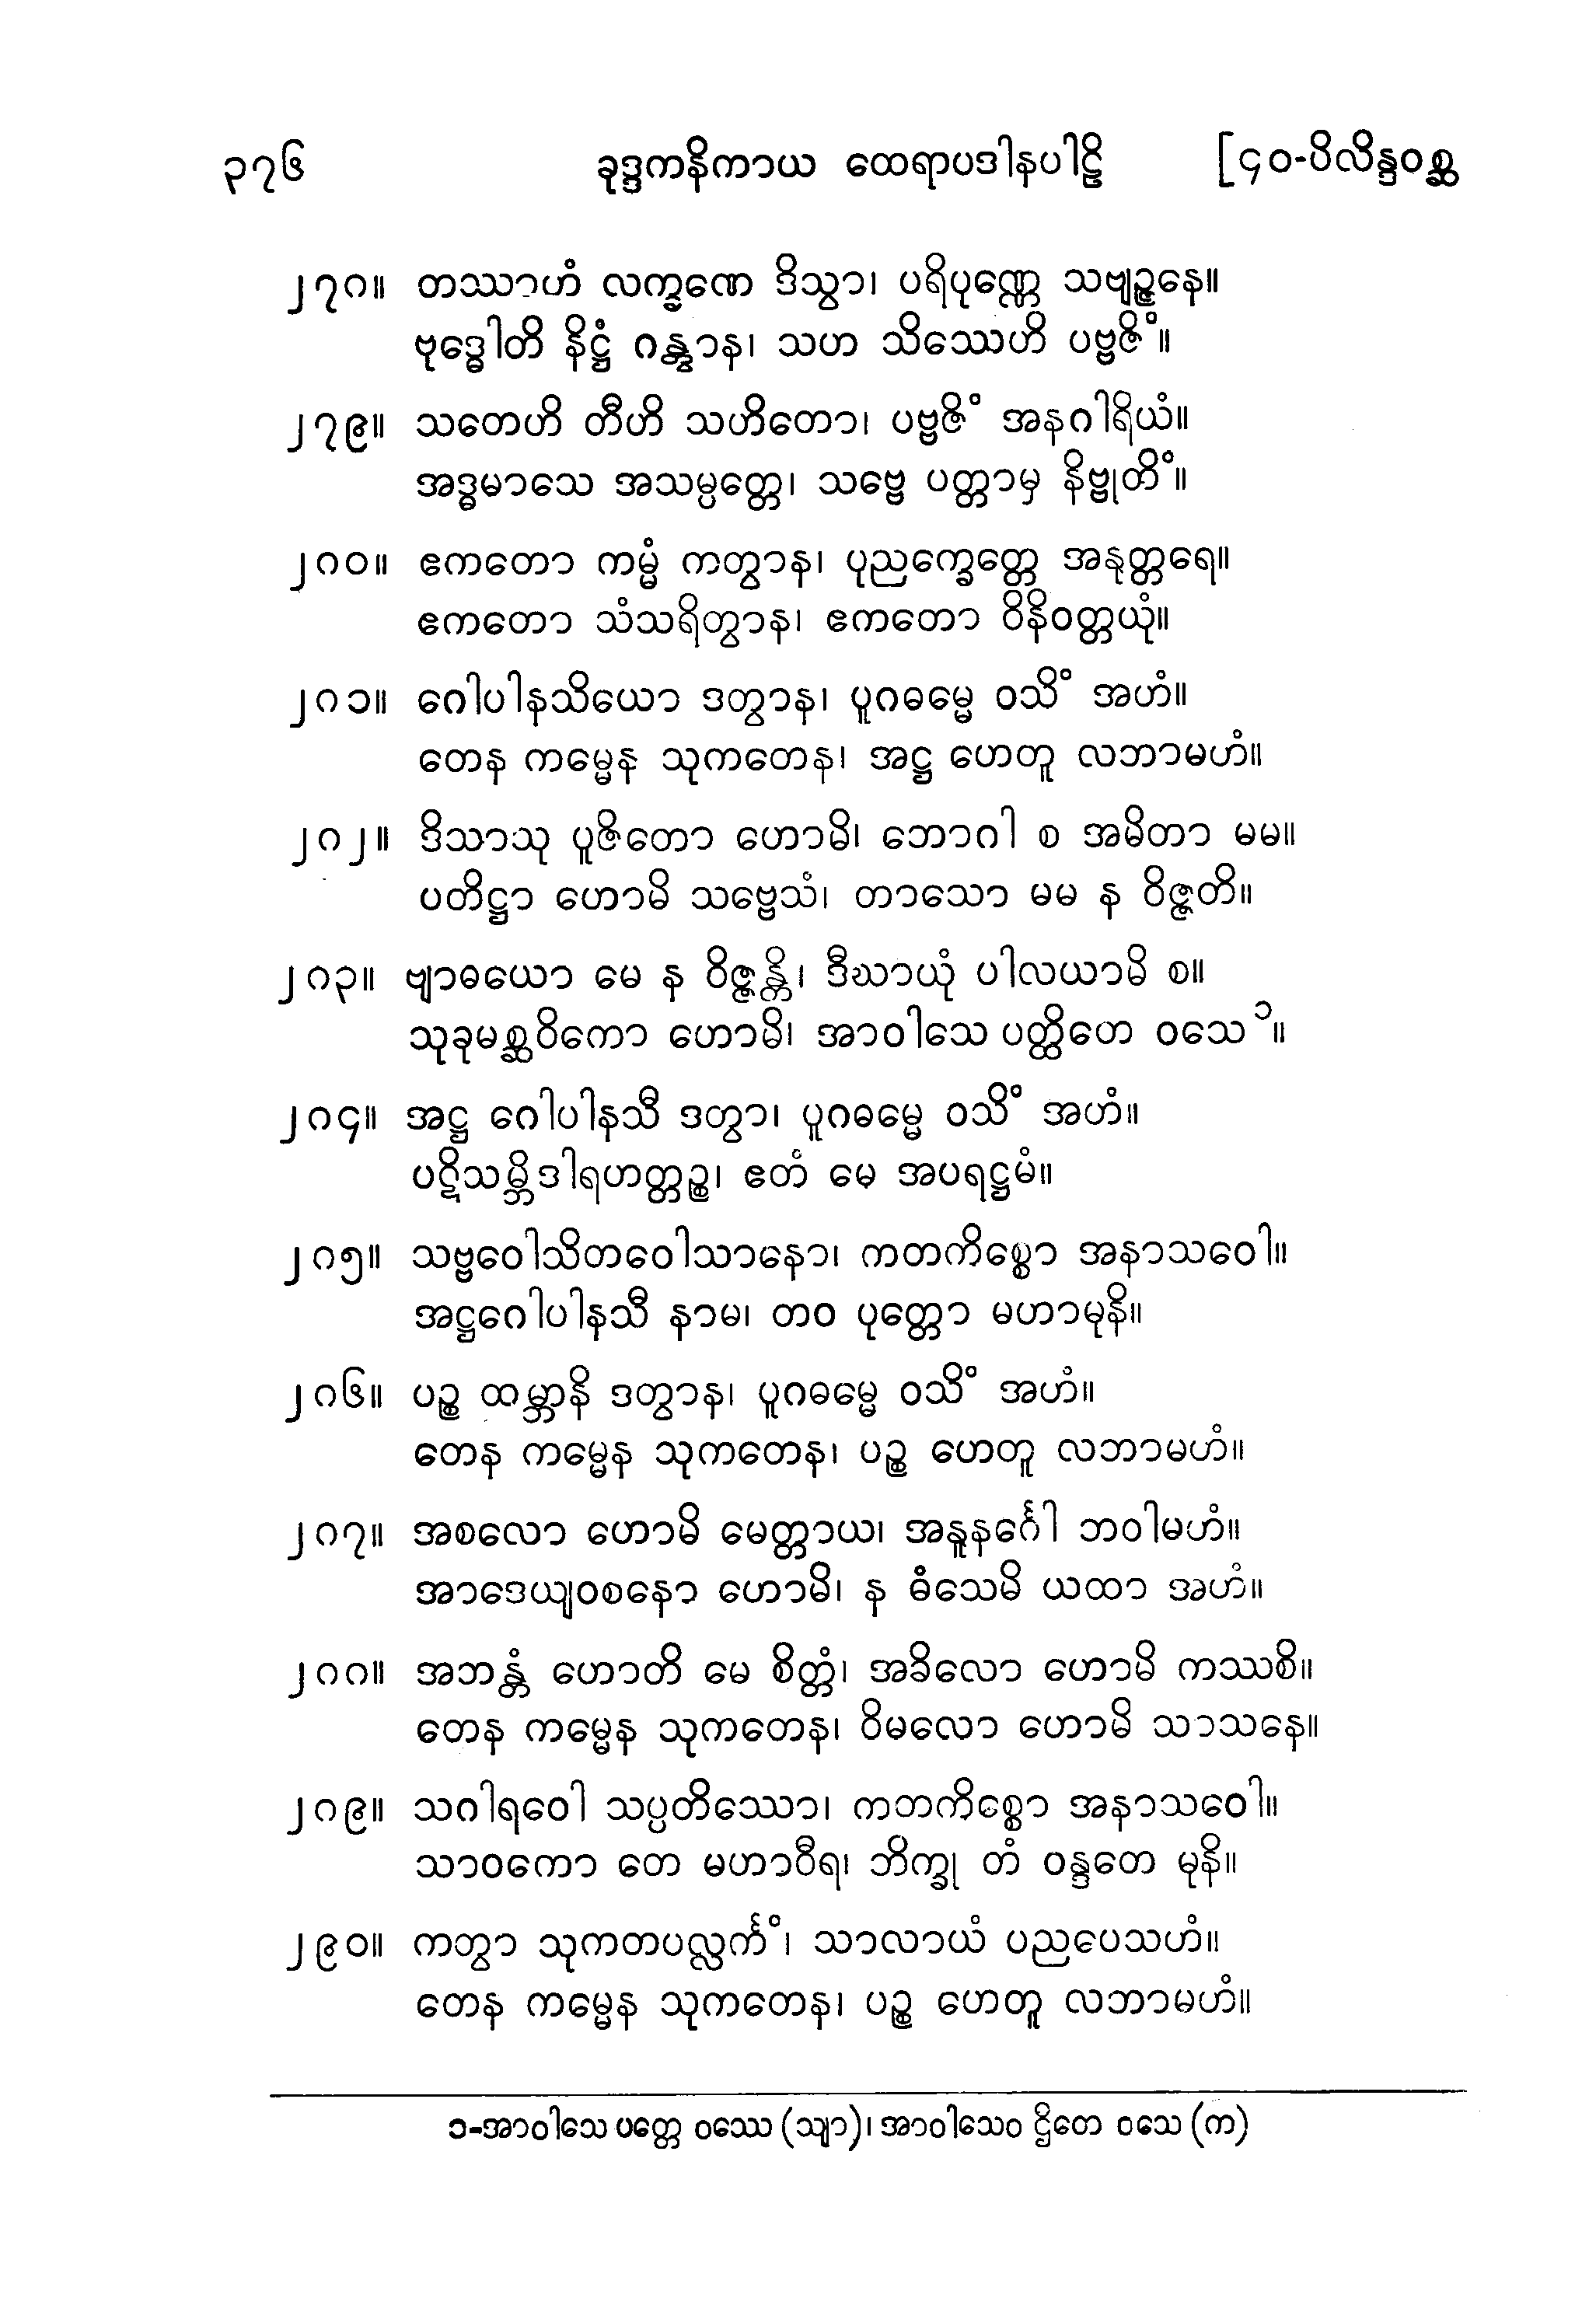 ၃၇၆ ခုဒ္ဒကနိကာယ ထေရာပဒါနပါဠိ [၄၀-ပိလိန္ဒဝစ္ဆ
၂၇၈။ တဿာဟံ လက္ခဏေ ဒိသွာ၊ ပရိပုဏ္ဏေ သဗျဉ္ဇနေ။
ဗုဒ္ဓေါတိ နိဋ္ဌံ ဂန္တွာန၊ သဟ သိဿေဟိ ပဗ္ဗဇိံ။
၂၇၉။ သတေဟိ တီဟိ သဟိတော၊ ပဗ္ဗဇိံ အနဂါရိယံ။
အဒ္ဓမာသေ အသမ္ပတ္တေ၊ သဗ္ဗေ ပတ္တာမှ နိဗ္ဗုတိံ။
၂၈၀။ ဧကတော ကမ္မံ ကတွာန၊ ပုညက္ခေတ္တေ အနုတ္တရေ။
ဧကတော သံသရိတွာန၊ ဧကတော ဝိနိဝတ္တယုံ။
၂၈၁။ ဂေါပါနသိယော ဒတွာန၊ ပူဂဓမ္မေ ဝသိံ အဟံ။
တေန ကမ္မေန သုကတေန၊ အဋ္ဌ ဟေတူ လဘာမဟံ။
၂၈၂။ ဒိသာသု ပူဇိတော ဟောမိ၊ ဘောဂါ စ အမိတာ မမ။
ပတိဋ္ဌာ ဟောမိ သဗ္ဗေသံ၊ တာသော မမ န ဝိဇ္ဇတိ။
၂၈၃။ ဗျာဓယော မေ န ဝိဇ္ဇန္တိ၊ ဒီဃာယုံ ပါလယာမိ စ။
သုခုမစ္ဆဝိကော ဟောမိ၊ အာဝါသေ ပတ္ထိတေ ဝသေ ၁။
၂၈၄။ အဋ္ဌ ဂေါပါနသီ ဒတွာ၊ ပူဂဓမ္မေ ဝသိံ အဟံ။
ပဋိသမ္ဘိဒါရဟတ္တဉ္စ၊ ဧတံ မေ အပရဋ္ဌမံ။
၂၈၅။ သဗ္ဗဝေါသိတဝေါသာနော၊ ကတကိစ္စော အနာသဝေါ။
အဋ္ဌဂေါပါနသီ နာမ၊ တဝ ပုတ္တော မဟာမုနိ။
၂၈၆။ ပဉ္စ ထမ္ဘာနိ ဒတွာန၊ ပူဂဓမ္မေ ဝသိံ အဟံ။
တေန ကမ္မေန သုကတေန၊ ပဉ္စ ဟေတူ လဘာမဟံ။
၂၈၇။ အစလော ဟောမိ မေတ္တာယ၊ အနူနင်္ဂေါ ဘဝါမဟံ။
အာဒေယျဝစနော ဟောမိ၊ န ဓံသေမိ ယထာ အဟံ။
၂၈၈။ အဘန္တံ ဟောတိ မေ စိတ္တံ၊ အခိလော ဟောမိ ကဿစိ။
တေန ကမ္မေန သုကတေန၊ ဝိမလော ဟောမိ သာသနေ။
၂၈၉။ သဂါရဝေါ သပ္ပတိဿော၊ ကတကိစ္စော အနာသဝေါ။
သာဝကော တေ မဟာဝီရ၊ ဘိက္ခု တံ ဝန္ဒတေ မုနိ။
၂၉၀။ ကတွာ သုကတပလ္လင်္ကံ၊ သာလာယံ ပညပေသဟံ။
တေန ကမ္မေန သုကတေန၊ ပဉ္စ ဟေတူ လဘာမဟံ။
၁-အာဝါသေ ပတ္တေ ဝဿေ (သျာ)၊ အာဝါသေဝ ဌိတေ ဝသေ (က)